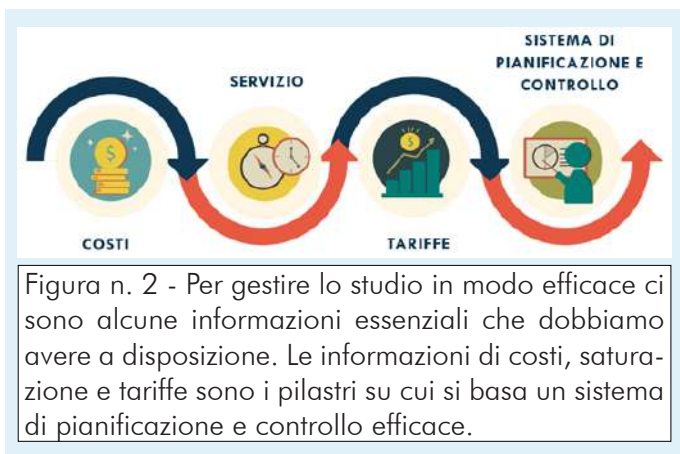 SISTEMA DI
PIANIFICAZIONE E
CONTROLLO
SERVIZIO
COSTI
TARIFFE
Figura n. 2 - Per gestire lo studio in modo efficace ci
sono alcune informazioni essenziali che dobbiamo
avere a disposizione. Le informazioni di costi, satura-
zione e tariffe sono i pilastri su cui si basa un sistema
di pianificazione e controllo efficace.